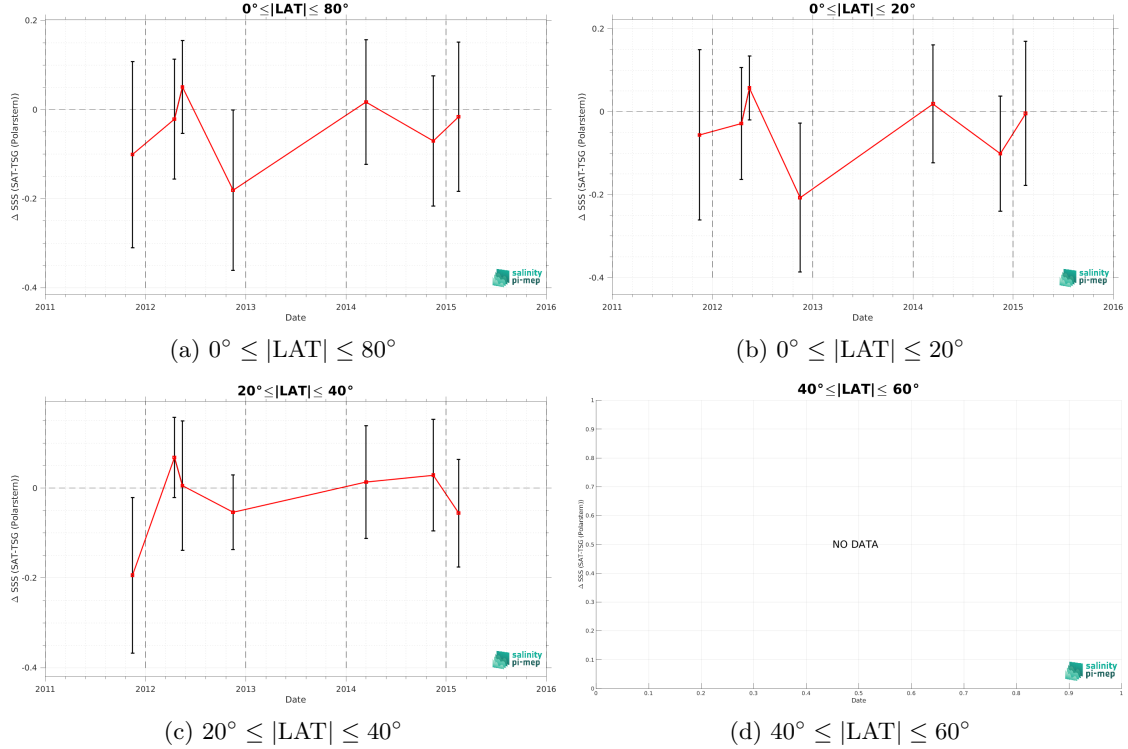 0°≤|LAT|≤ 80°
0.2
0
-0.2
-0.4
Δ SSS (SAT-TSG (Polarstern))
2011 2012 2013 2014 2015 2016
Date
salinity
pi-mep
(a) 0° ≤ |LAT| ≤ 80°
0°≤|LAT|≤ 20°
0.2
0
-0.2
-0.4
Δ SSS (SAT-TSG (Polarstern))
2011 2012 2013 2014 2015 2016
Date
salinity
pi-mep
(b) 0° ≤ |LAT| ≤ 20°
20°≤|LAT|≤ 40°
0
-0.2
-0.4
Δ SSS (SAT-TSG (Polarstern))
2011 2012 2013 2014 2015 2016
Date
salinity
pi-mep
(c) 20° ≤ |LAT| ≤ 40°
40°≤|LAT|≤ 60°
1
0.9
0.8
0.7
0.6
0.5
0.4
0.3
0.2
0.1
0
Δ SSS (SAT-TSG (Polarstern))
NO DATA
0 0.1 0.2 0.3 0.4 0.5 0.6 0.7 0.8 0.9 1
Date
salinity
pi-mep
(d) 40° ≤ |LAT| ≤ 60°